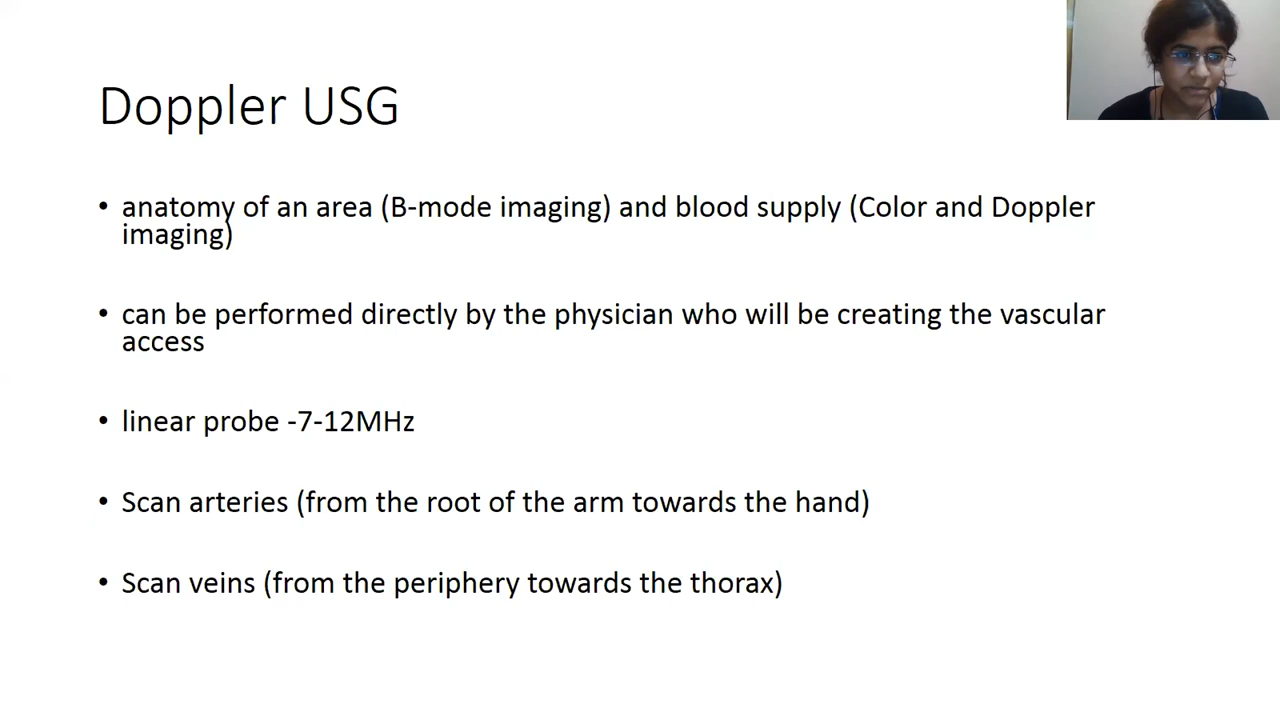 Doppler USG
• anatomy of an area (B-mode imaging) and blood supply (Color and Doppler
imaging)
• can be performed directly by the physician who will be creating the vascular
access
• linear probe -7-12MHz
• Scan arteries (from the root of the arm towards the hand)
• Scan veins (from the periphery towards the thorax)